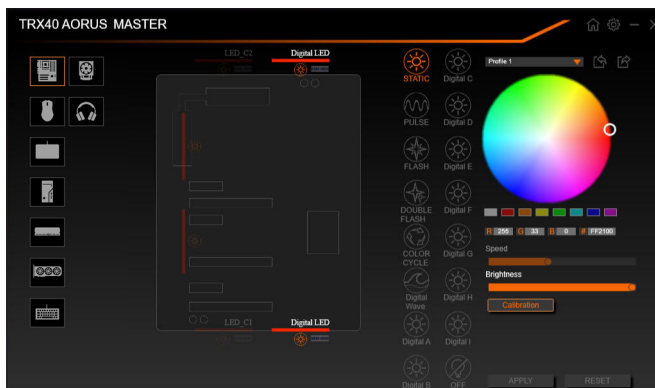 TRX40 AORUS MASTER
LED_C2
Digital LED
STATIC
Digital C
Profile 1
PULSE
Digital D
FLASH
Digital E
DOUBLE
FLASH
Digital F
R 256 G 33 B 0 # FF2100
COLOR
CYCLE
Digital G
Speed
Brightness
Digital
Wave
Digital H
Calibration
LED_C1
Digital LED
Digital A
Digital I
Digital B
OFF
APPLY
RESET